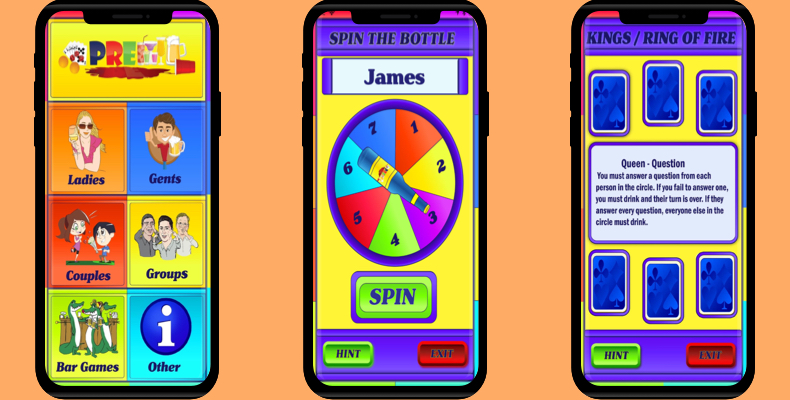 PRE
Ladies
Gents
Couples
Groups
Bar Games
Other
SPIN THE BOTTLE
James
1
2
3
4
5
6
7
SPIN
HINT
EXIT
KINGS / RING OF FIRE
Queen - Question
You must answer a question from each
person in the circle. If you fail to answer one,
you must drink and their turn is over. If they
answer every question, everyone else in the
circle must drink.
HINT
EXIT